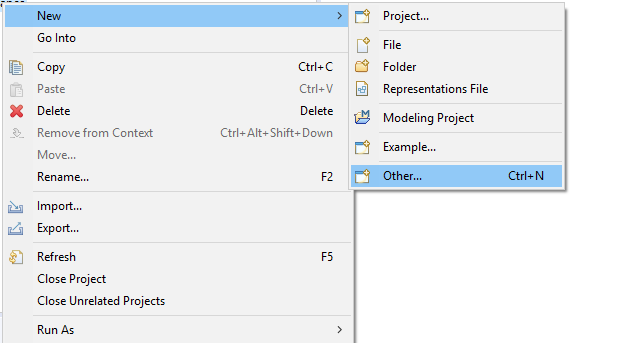 New
Go Into
Copy Ctrl+C
Paste Ctrl+V
Delete Delete
Remove from Context Ctrl+Alt+Shift+Down
Move...
Rename... F2
Import...
Export...
Refresh F5
Close Project
Close Unrelated Projects
Run As
Project...
File
Folder
Representations File
Modeling Project
Example...
Other... Ctrl+N